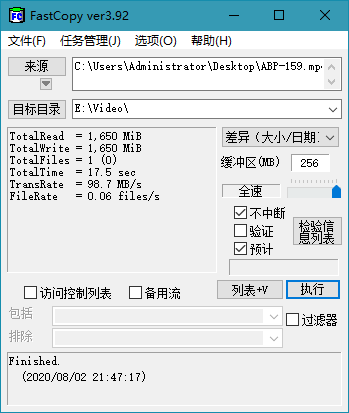 FastCopy ver3.92
文件(F) 任务管理(J) 选项(O) 帮助(H)
来源 C:\Users\Administrator\Desktop\ABP-159.mp
目标目录 E:\Video\
TotalRead = 1,650 MiB
TotalWrite = 1,650 MiB
TotalFiles = 1 (0)
TotalTime = 17.5 sec
TransRate = 98.7 MB/s
FileRate = 0.06 files/s
差异 (大小/日期)
缓冲区(MB) 256
全速
不中断
验证
预计
检验信
息列表
访问控制列表 备用流 列表+V 执行
包括
排除
过滤器
Finished.
(2020/08/02 21:47:17)